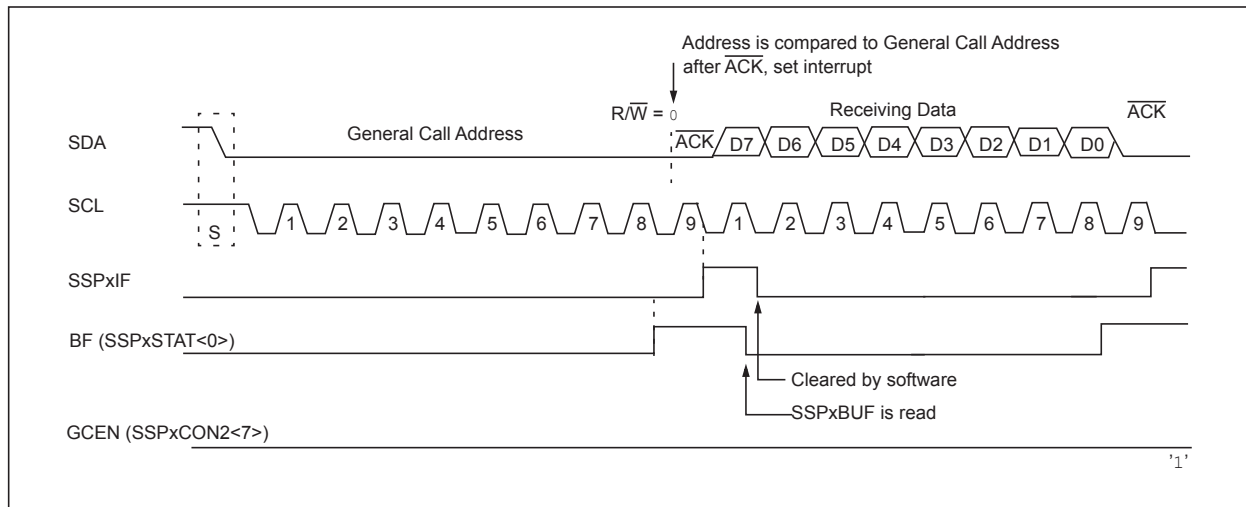 Address is compared to General Call Address
after ACK, set interrupt
R/W = 0
Receiving Data
ACK
General Call Address
SDA
ACK
D7 D6 D5 D4 D3 D2 D1 D0
SCL
S
1 2 3 4 5 6 7 8 9 1 2 3 4 5 6 7 8 9
SSPxIF
BF (SSPxSTAT<0>)
Cleared by software
SSPxBUF is read
GCEN (SSPxCON2<7>)
'1'